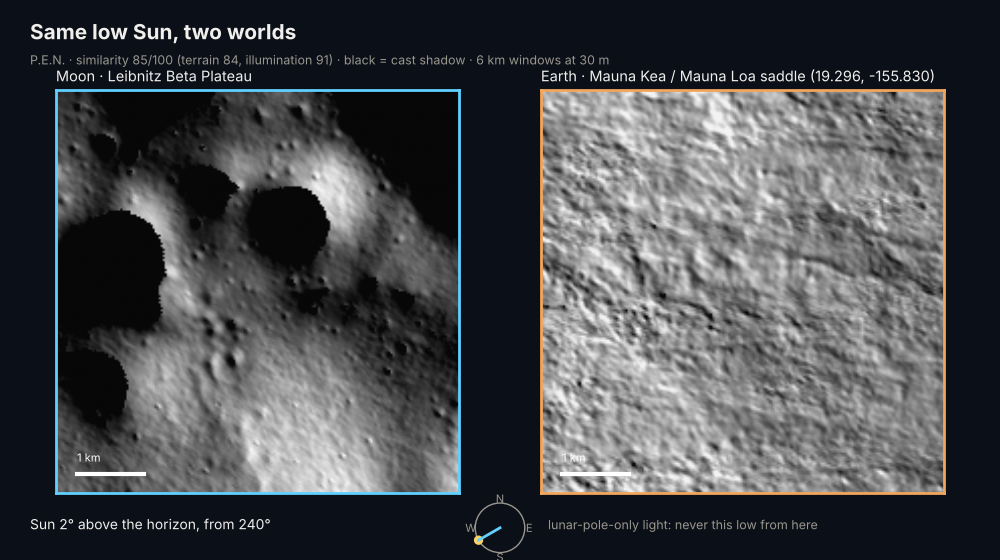 Same low Sun, two worlds
P.E.N. · similarity 85/100 (terrain 84, illumination 91) · black = cast shadow · 6 km windows at 30 m
Moon · Leibnitz Beta Plateau
Earth · Mauna Kea / Mauna Loa saddle (19.296, -155.830)
1 km
1 km
Sun 2° above the horizon, from 240°
N
W
E
S
lunar-pole-only light: never this low from here